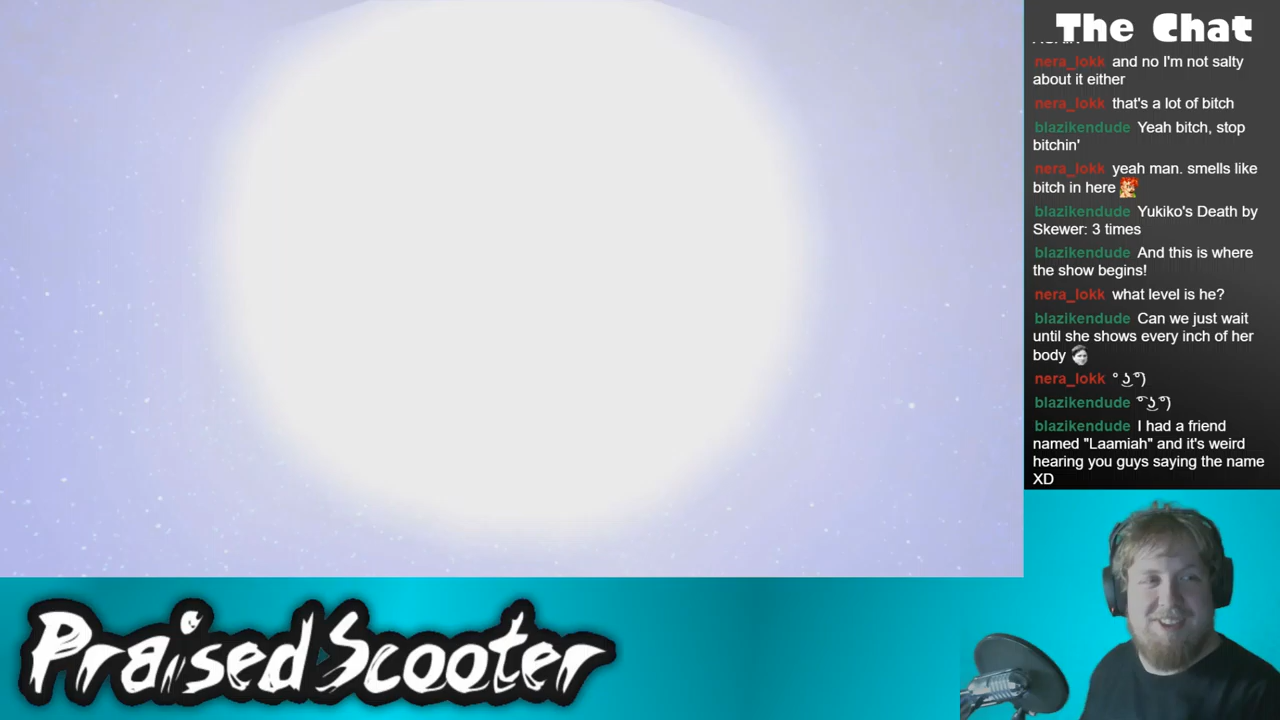 The Chat
nera_lokk and no I'm not salty
about it either
nera_lokk that's a lot of bitch
blazikendude Yeah bitch, stop
bitchin'
nera_lokk yeah man. smells like
bitch in here
blazikendude Yukiko's Death by
Skewer: 3 times
blazikendude And this is where
the show begins!
nera_lokk what level is he?
blazikendude Can we just wait
until she shows every inch of her
body
nera_lokk ° ͜ʖ ͡°)
blazikendude ͡° ͜ʖ ͡°)
blazikendude I had a friend
named "Laamiah" and it's weird
hearing you guys saying the name
XD
PraisedScooter